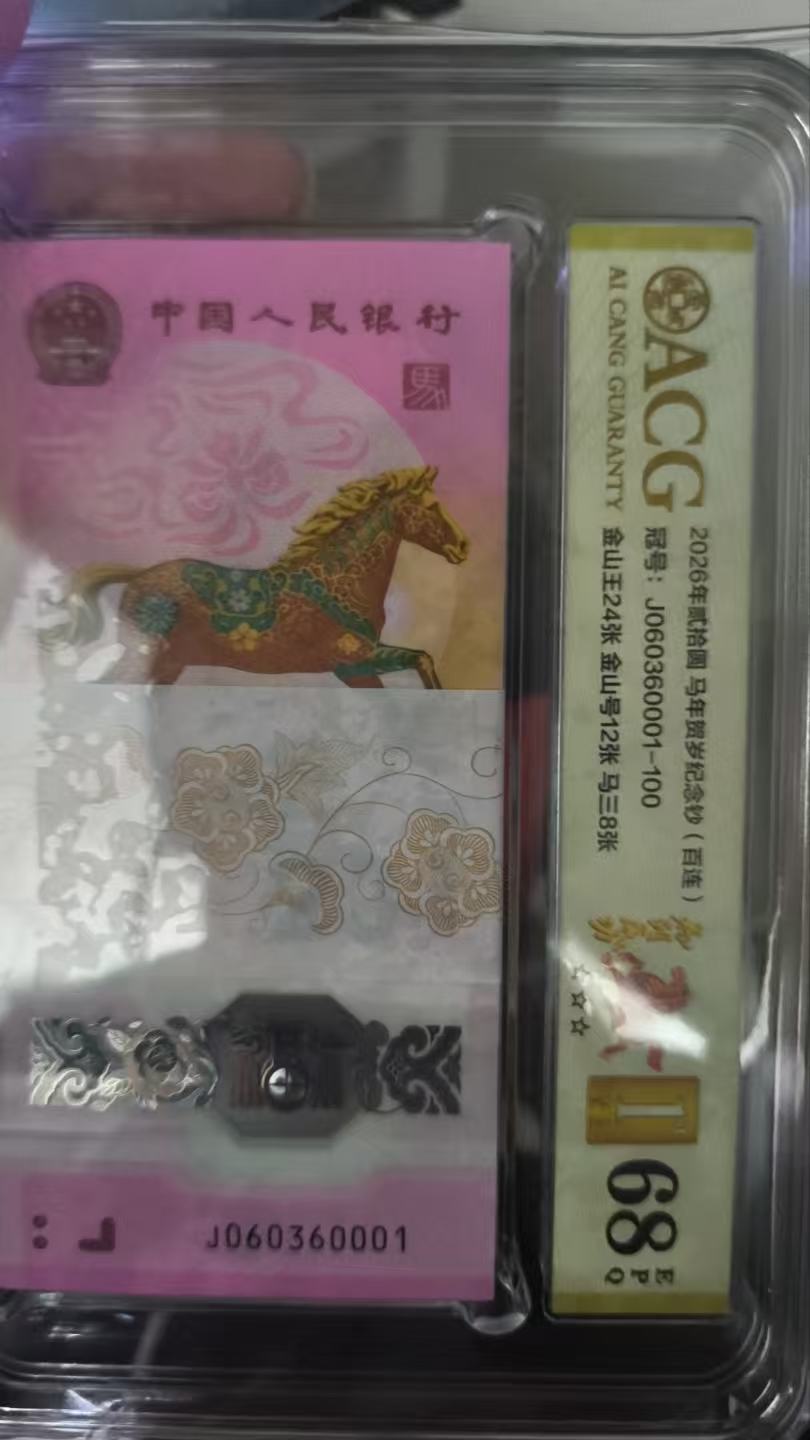 中国人民银行
馬
J060360001
ACG
AI CANG GUARANTY
2026年贰拾圆 马年贺岁纪念钞（百连）
冠号：J060360001-100
金山王24张 金山号12张 马三8张
☆☆☆
68
E
P
Q